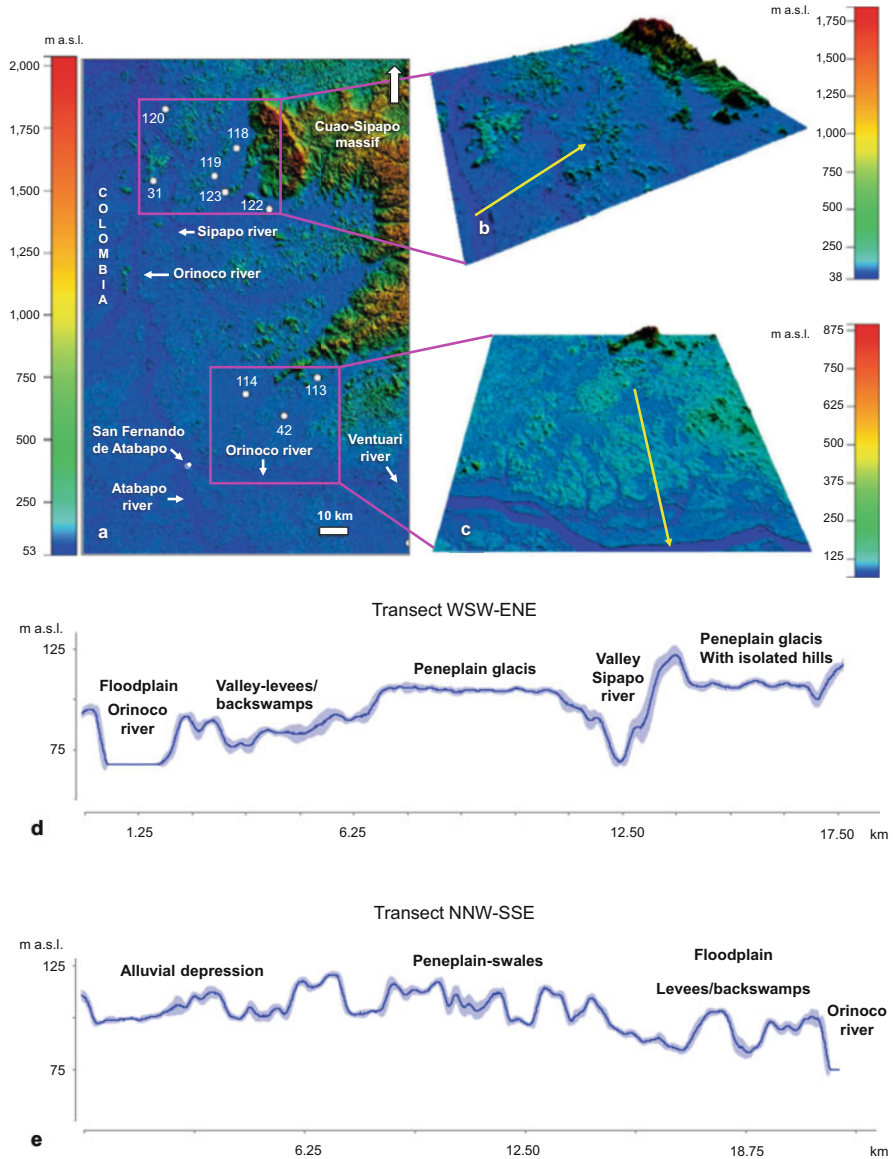 m a.s.l.
2,000
1,750
1,500
1,250
1,000
750
500
250
53
120
118
119
31
123
122
Cuao-Sipapo
massif
COLOMBIA
Sipapo river
Orinoco river
114
113
42
San Fernando
de Atabapo
Orinoco river
Ventuari
river
Atabapo
river
10 km
a
b
m a.s.l.
1,750
1,500
1,000
750
500
250
38
c
m a.s.l.
875
750
625
500
375
250
125
Transect WSW-ENE
m a.s.l.
125
75
Floodplain
Orinoco
river
Valley-levees/
backswamps
Peneplain glacis
Valley
Sipapo
river
Peneplain glacis
With isolated hills
d
1.25
6.25
12.50
17.50
km
Transect NNW-SSE
m a.s.l.
125
75
Alluvial depression
Peneplain-swales
Floodplain
Levees/backswamps
Orinoco
river
e
6.25
12.50
18.75
km